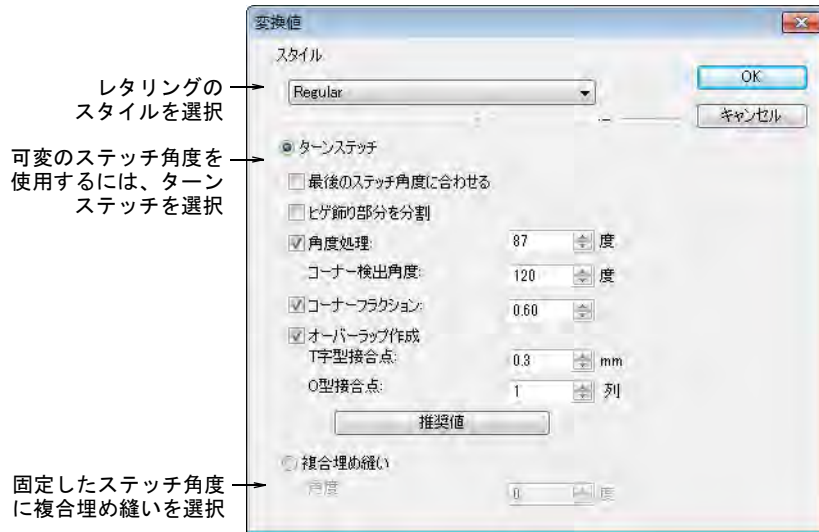 変換値
スタイル
レタリングの
スタイルを選択
Regular
OK
キャンセル
可変のステッチ角度を
使用するには、ターン
ステッチを選択
ターンステッチ
最後のステッチ角度に合わせる
ヒゲ飾り部分を分割
角度処理: 87 度
コーナー検出角度: 120 度
コーナーフラクション: 0.60
オーバーラップ作成
T字型接合点: 0.3 mm
O型接合点: 1 列
推奨値
固定したステッチ角度
に複合埋め縫いを選択
複合埋め縫い
角度 0 度